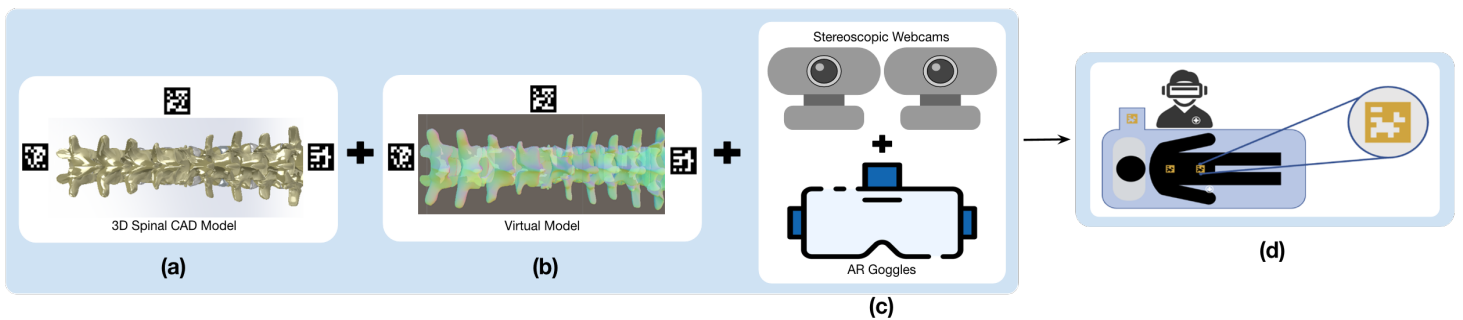 Stereoscopic Webcams
3D Spinal CAD Model
Virtual Model
AR Goggles
(a)
(b)
(c)
(d)